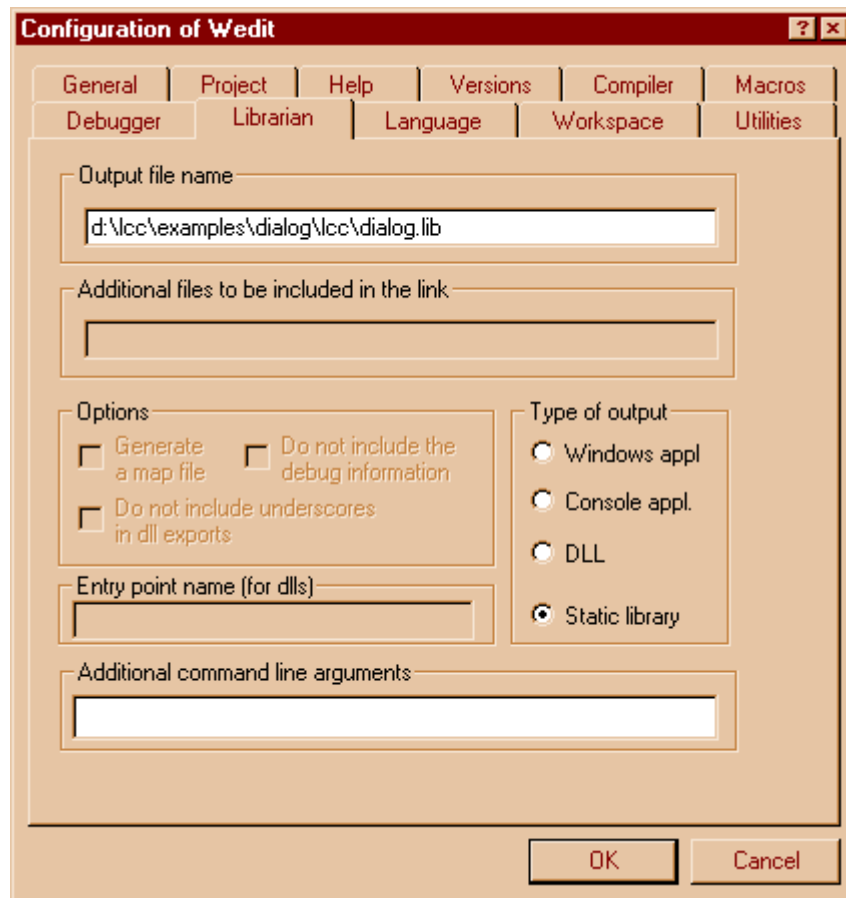 Configuration of Wedit
General Project Help Versions Compiler Macros
Debugger Librarian Language Workspace Utilities
Output file name
d:\lcc\examples\dialog\lcc\dialog.lib
Additional files to be included in the link
Options
Generate
a map file
Do not include the
debug information
Do not include underscores
in dll exports
Type of output
Windows appl
Console appl.
DLL
Static library
Entry point name (for dlls)
Additional command line arguments
OK Cancel